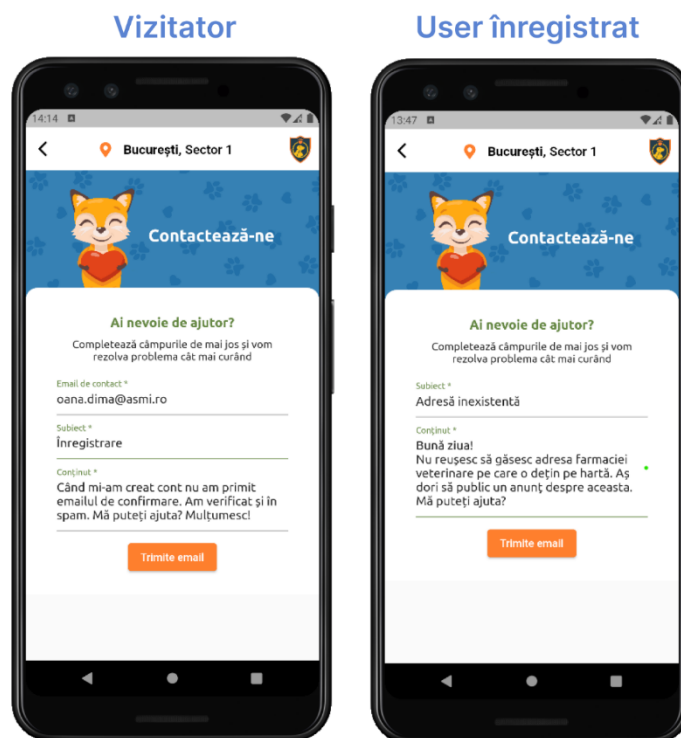 Vizitator
14:14
București, Sector 1
Contactează-ne
Ai nevoie de ajutor?
Completează câmpurile de mai jos și vom
rezolva problema cât mai curând
Email de contact *
oana.dima@asmi.ro
Subiect *
Înregistrare
Conținut *
Când mi-am creat cont nu am primit
emailul de confirmare. Am verificat și în
spam. Mă puteți ajuta? Mulțumesc!
Trimite email
User înregistrat
13:47
București, Sector 1
Contactează-ne
Ai nevoie de ajutor?
Completează câmpurile de mai jos și vom
rezolva problema cât mai curând
Subiect *
Adresă inexistentă
Conținut *
Bună ziua!
Nu reușesc să găsesc adresa farmaciei
veterinare pe care o dețin pe hartă. Aș
dori să public un anunț despre aceasta.
Mă puteți ajuta?
Trimite email